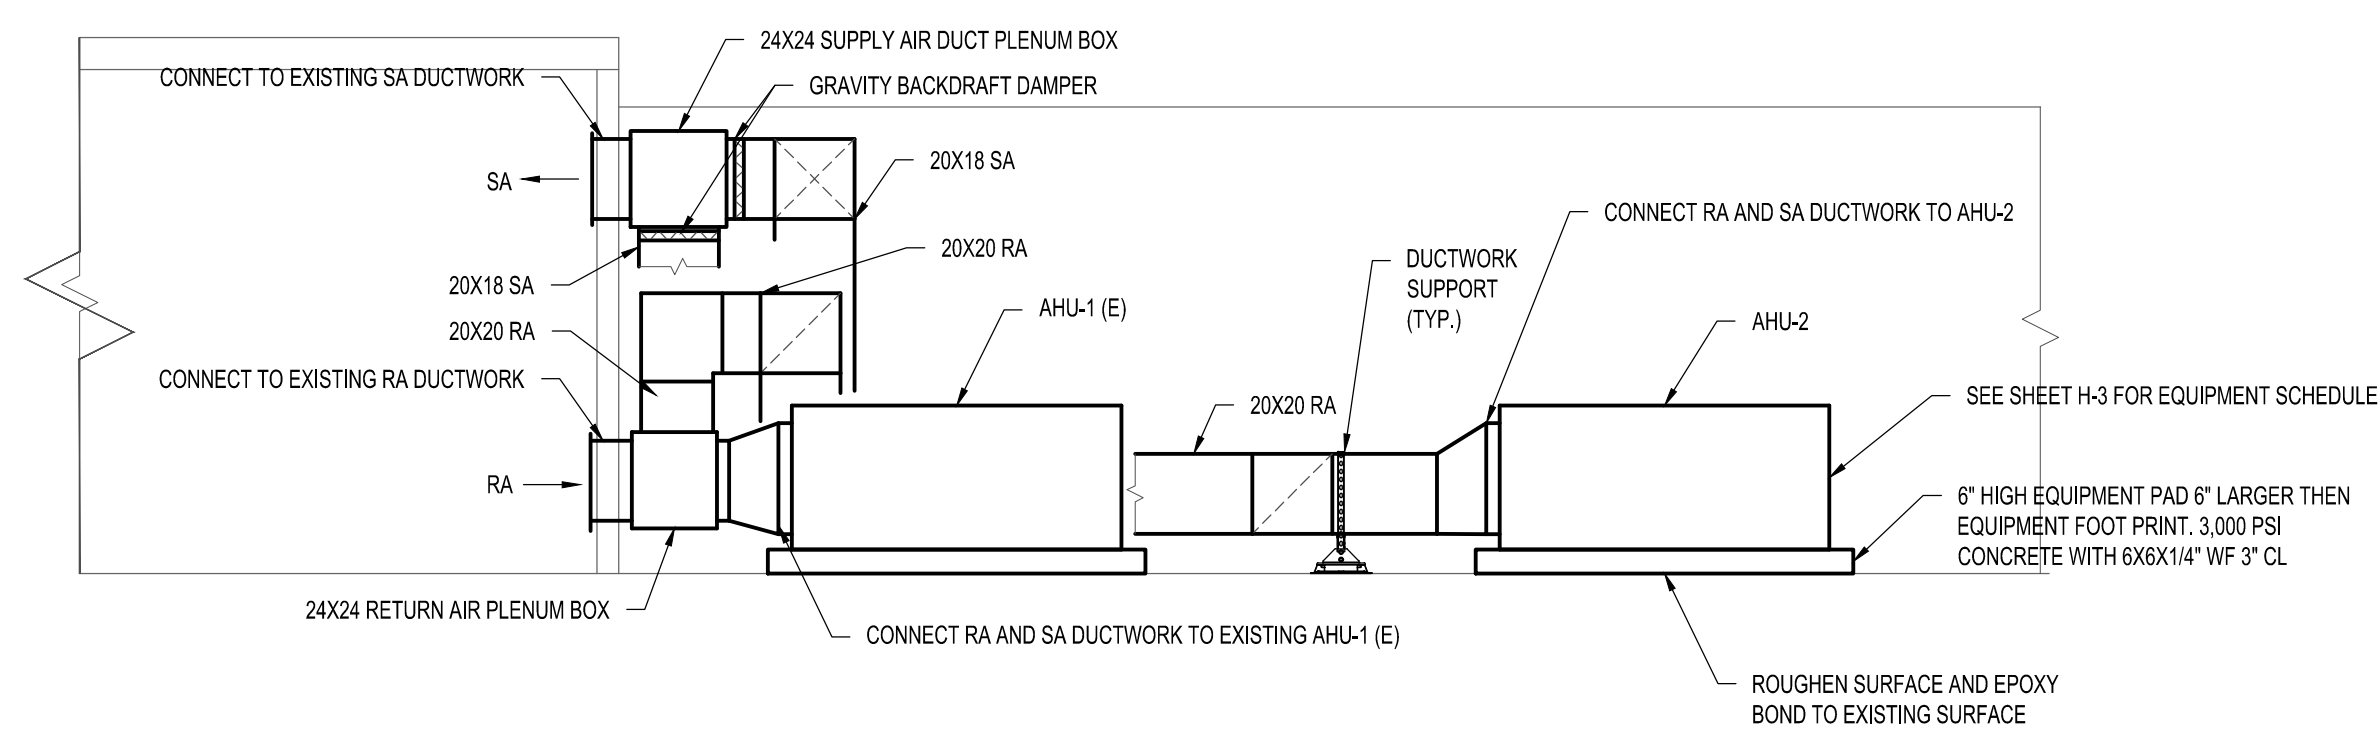 24X24 SUPPLY AIR DUCT PLENUM BOX
CONNECT TO EXISTING SA DUCTWORK
GRAVITY BACKDRAFT DAMPER
20X18 SA
SA
CONNECT RA AND SA DUCTWORK TO AHU-2
20X20 RA
DUCTWORK
SUPPORT
(TYP.)
20X18 SA
AHU-1 (E)
AHU-2
20X20 RA
CONNECT TO EXISTING RA DUCTWORK
SEE SHEET H-3 FOR EQUIPMENT SCHEDULE
20X20 RA
RA
6" HIGH EQUIPMENT PAD 6" LARGER THEN
EQUIPMENT FOOT PRINT. 3,000 PSI
CONCRETE WITH 6X6X1/4" WF 3" CL
24X24 RETURN AIR PLENUM BOX
CONNECT RA AND SA DUCTWORK TO EXISTING AHU-1 (E)
ROUGHEN SURFACE AND EPOXY
BOND TO EXISTING SURFACE